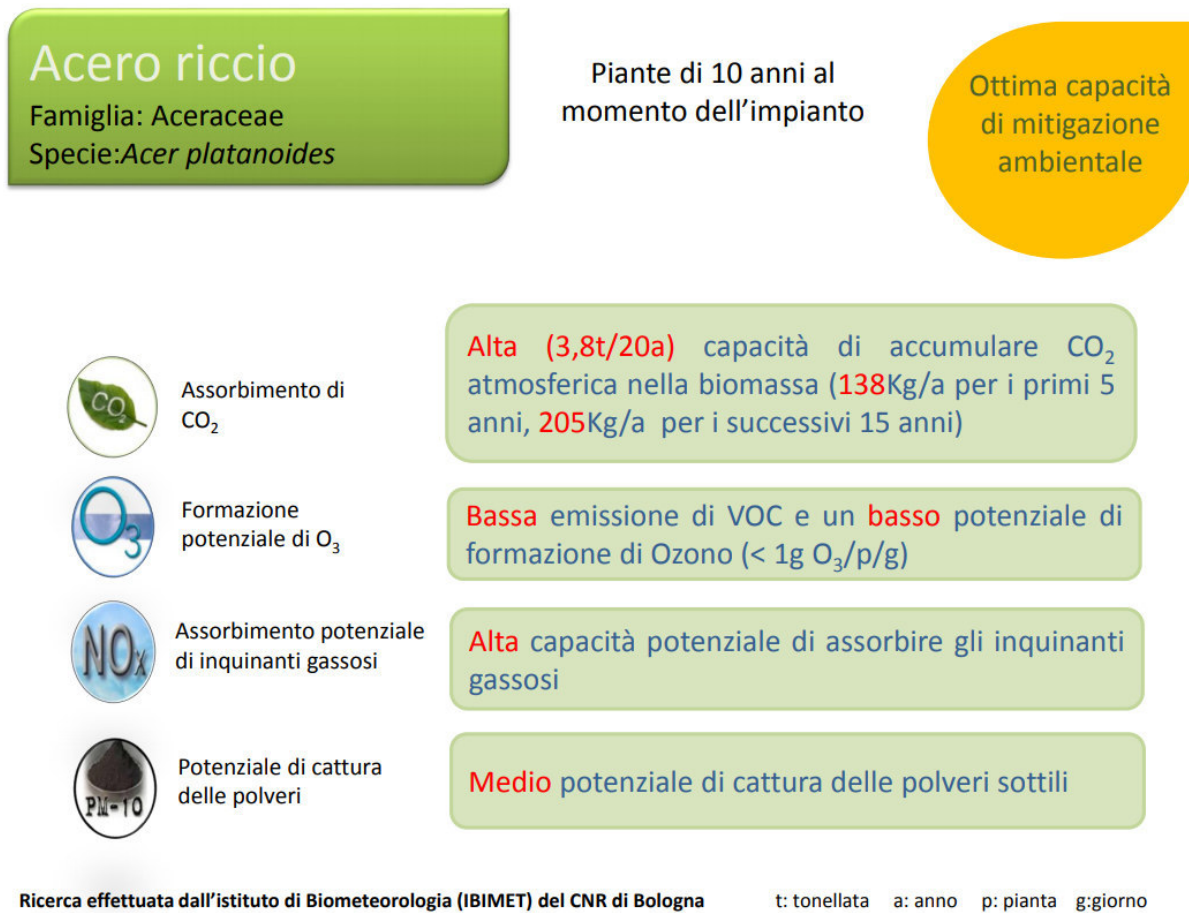 Acero riccio
Famiglia: Aceraceae
Specie:Acer platanoides
Piante di 10 anni al
momento dell'impianto
Ottima capacità
di mitigazione
ambientale
CO₂
Assorbimento di
CO₂
Alta (3,8t/20a) capacità di accumulare CO₂
atmosferica nella biomassa (138Kg/a per i primi 5
anni, 205Kg/a per i successivi 15 anni)
O₃
Formazione
potenziale di O₃
Bassa emissione di VOC e un basso potenziale di
formazione di Ozono (< 1g O₃/p/g)
NOx
Assorbimento potenziale
di inquinanti gassosi
Alta capacità potenziale di assorbire gli inquinanti
gassosi
PM-10
Potenziale di cattura
delle polveri
Medio potenziale di cattura delle polveri sottili
Ricerca effettuata dall'istituto di Biometeorologia (IBIMET) del CNR di Bologna
t: tonellata a: anno p: pianta g:giorno